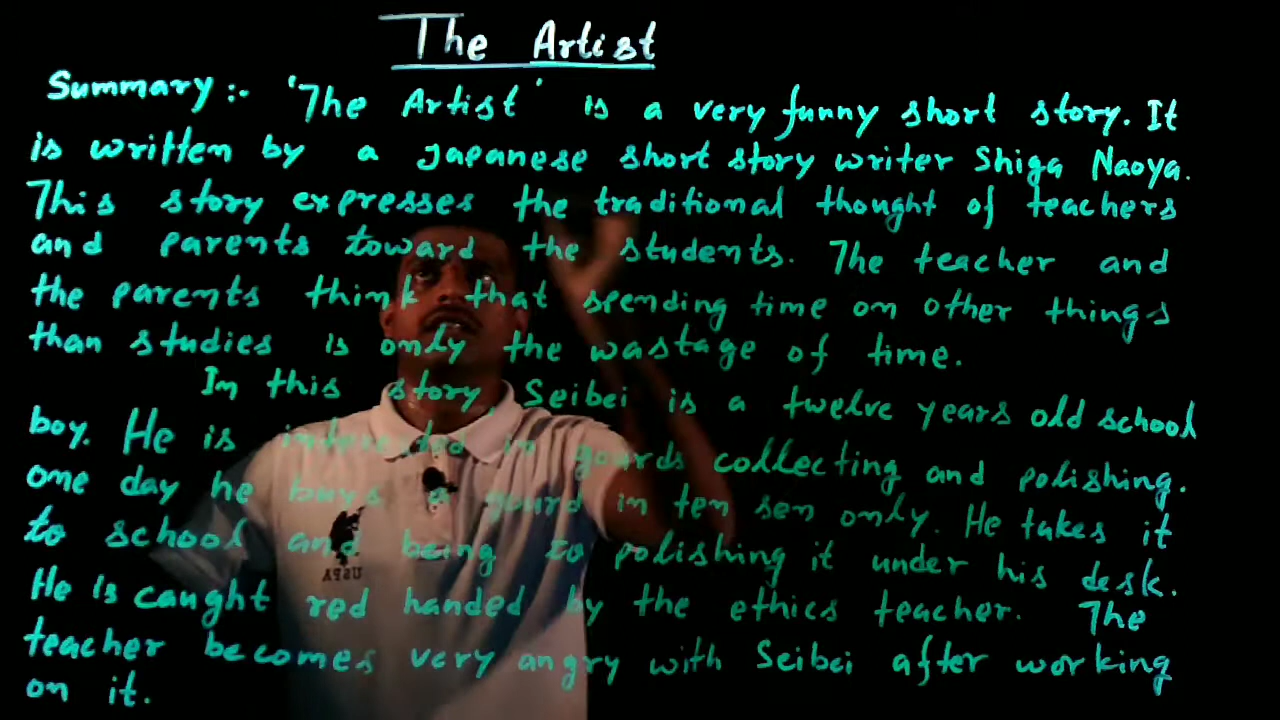 The Artist
Summary :- 'The Artist' is a very funny short story. It
is written by a Japanese short story writer Shiga Naoya.
This story expresses the traditional thought of teachers
and parents toward the students. The teacher and
the parents think that spending time on other things
than studies is only the wastage of time.
In this story, Seibei is a twelve years old school
boy. He is interested in gourds collecting and polishing.
one day he buys a gourd in ten sen only. He takes it
to school and being to polishing it under his desk.
He is caught red handed by the ethics teacher. The
teacher becomes very angry with Seibei after working
on it.
USPA